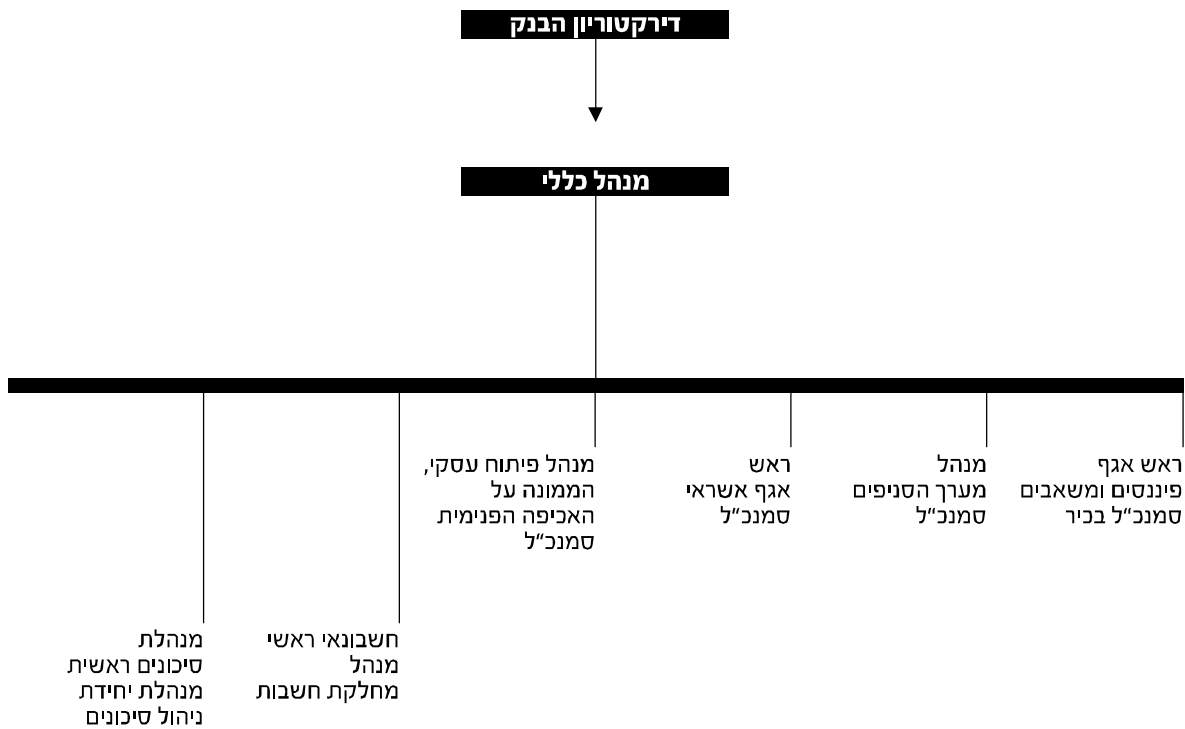 דירקטוריון הבנק
מנהל כללי
ראש אגף
פיננסים ומשאבים
סמנכ"ל בכיר
מנהל
מערך הסניפים
סמנכ"ל
ראש
אגף אשראי
סמנכ"ל
מנהל פיתוח עסקי,
הממונה על
האכיפה הפנימית
סמנכ"ל
חשבונאי ראשי
מנהל
מחלקת חשבות
מנהלת
סיכונים ראשית
מנהלת יחידת
ניהול סיכונים